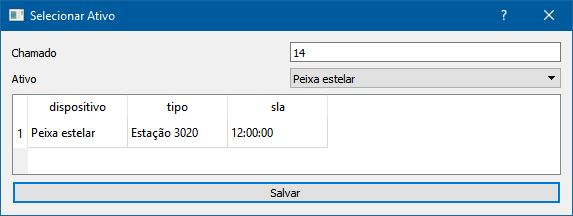 Selecionar Ativo
Chamado 14
Ativo Peixa estelar
dispositivo tipo sla
1 Peixa estelar Estação 3020 12:00:00
Salvar